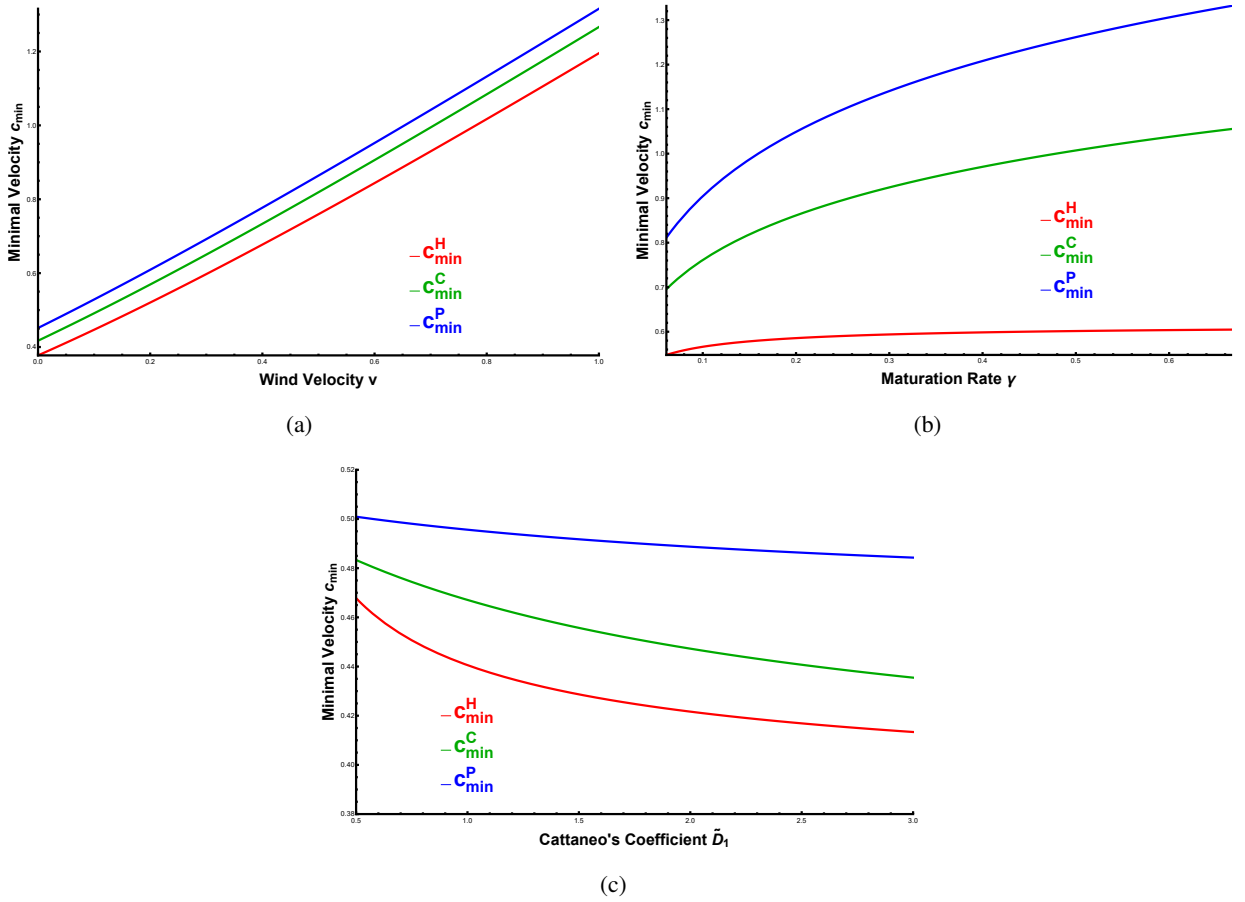 Minimal Velocity c_min
1.2
1.0
0.8
0.6
0.4
0.0 0.2 0.4 0.6 0.8 1.0
Wind Velocity v
– c^H_min
– c^C_min
– c^P_min
(a)
Minimal Velocity c_min
1.3
1.2
1.1
1.0
0.9
0.8
0.7
0.6
0.1 0.2 0.3 0.4 0.5 0.6
Maturation Rate γ
– c^H_min
– c^C_min
– c^P_min
(b)
Minimal Velocity c_min
0.52
0.50
0.48
0.46
0.44
0.42
0.40
0.38
0.5 1.0 1.5 2.0 2.5 3.0
Cattaneo's Coefficient D̃₁
– c^H_min
– c^C_min
– c^P_min
(c)